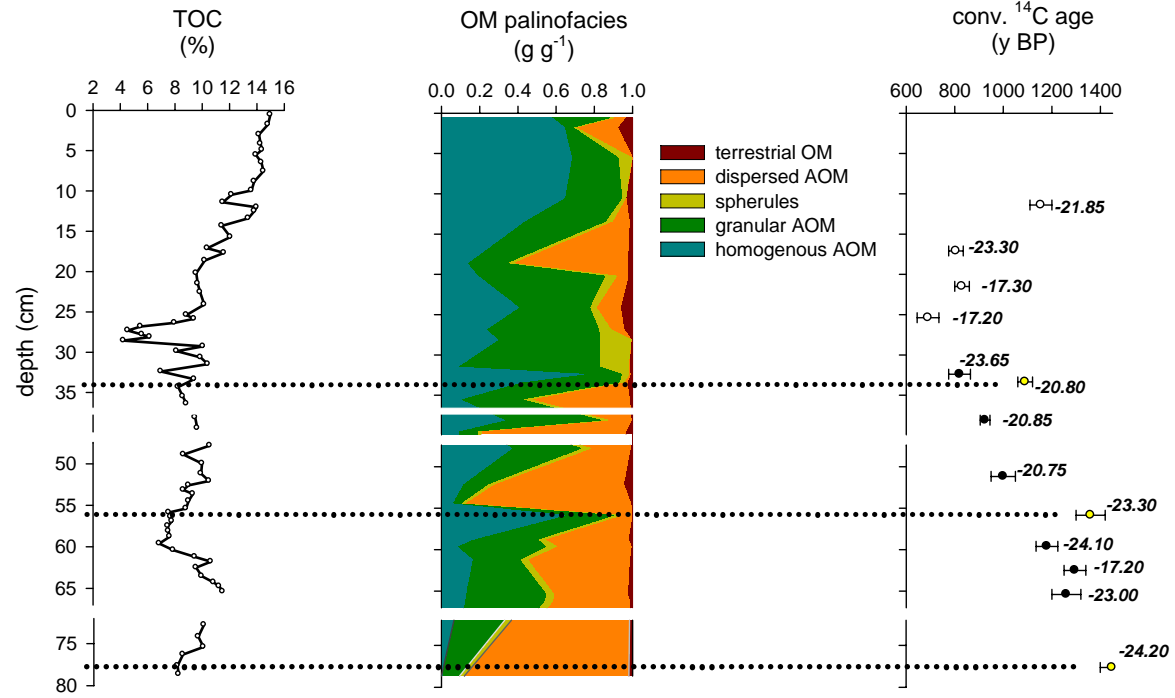 TOC
(%)
OM palinofacies
(g g⁻¹)
conv. ¹⁴C age
(y BP)
2 4 6 8 10 12 14 16
0.0 0.2 0.4 0.6 0.8 1.0
600 800 1000 1200 1400
depth (cm)
0
5
10
15
20
25
30
35
50
55
60
65
75
80
terrestrial OM
dispersed AOM
spherules
granular AOM
homogenous AOM
-21.85
-23.30
-17.30
-17.20
-23.65
-20.80
-20.85
-20.75
-23.30
-24.10
-17.20
-23.00
-24.20